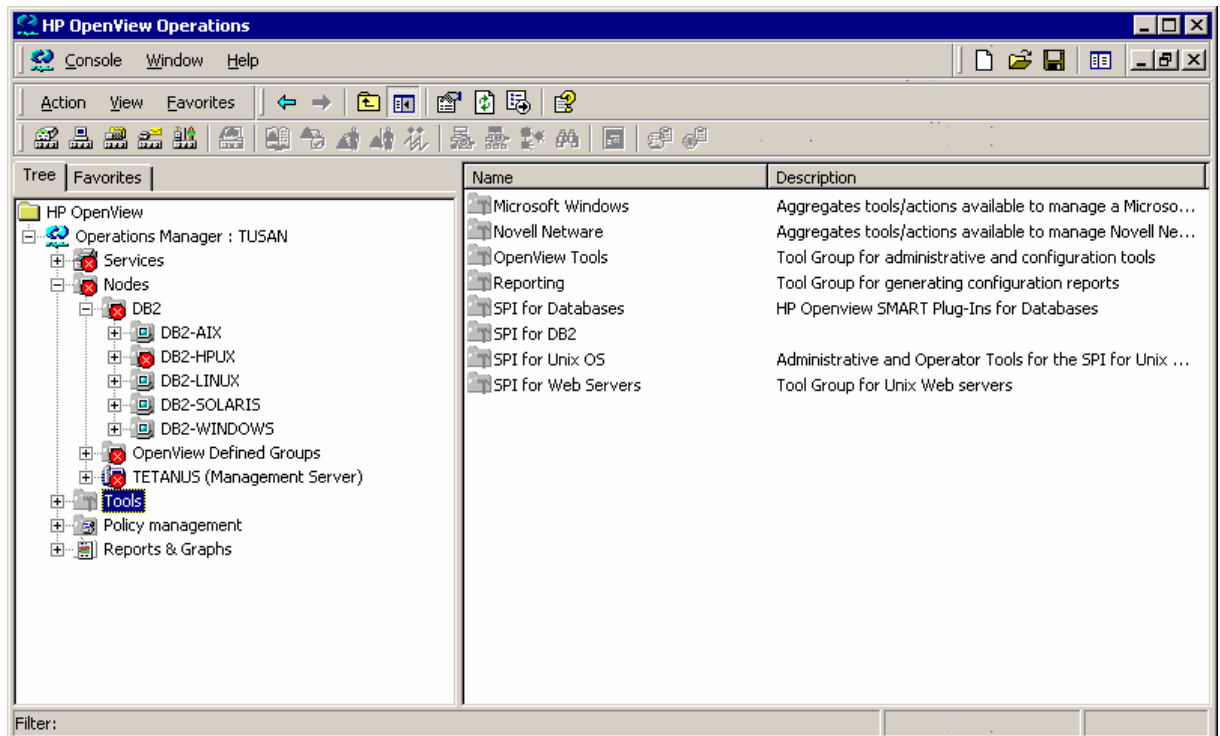 HP OpenView Operations
Console Window Help
Action View Favorites
Tree Favorites
HP OpenView
Operations Manager : TUSAN
Services
Nodes
DB2
DB2-AIX
DB2-HPUX
DB2-LINUX
DB2-SOLARIS
DB2-WINDOWS
OpenView Defined Groups
TETANUS (Management Server)
Tools
Policy management
Reports & Graphs
Name Description
Microsoft Windows Aggregates tools/actions available to manage a Microso...
Novell Netware Aggregates tools/actions available to manage Novell Ne...
OpenView Tools Tool Group for administrative and configuration tools
Reporting Tool Group for generating configuration reports
SPI for Databases HP Openview SMART Plug-Ins for Databases
SPI for DB2
SPI for Unix OS Administrative and Operator Tools for the SPI for Unix ...
SPI for Web Servers Tool Group for Unix Web servers
Filter: